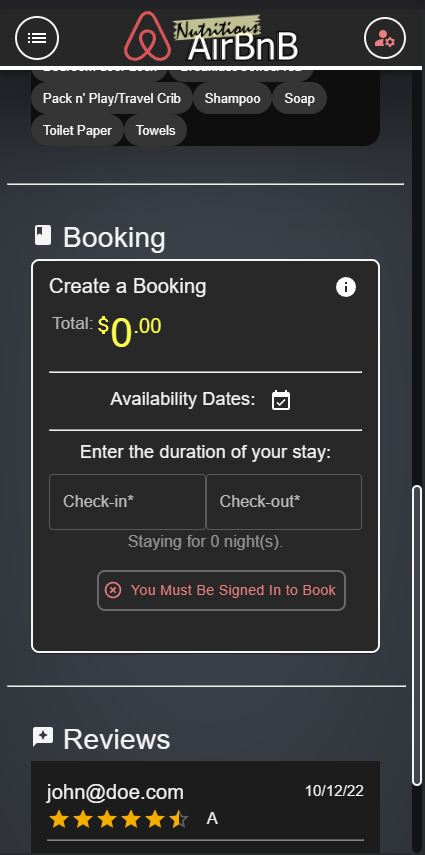 Nutritious
AirBnB
Pack n' Play/Travel Crib Shampoo Soap
Toilet Paper Towels
Booking
Create a Booking
Total: $0.00
Availability Dates:
Enter the duration of your stay:
Check-in* Check-out*
Staying for 0 night(s).
You Must Be Signed In to Book
Reviews
john@doe.com 10/12/22
A